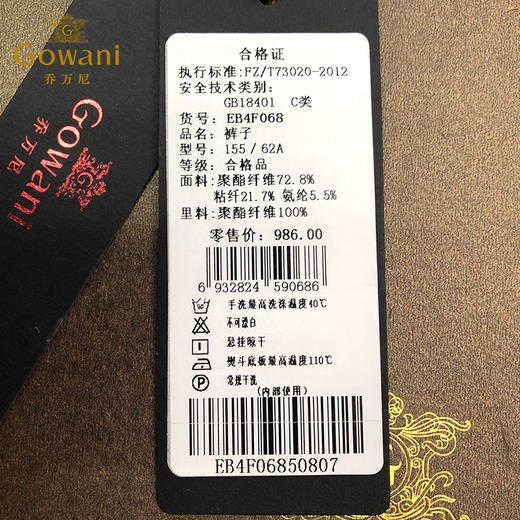 G
Gowani
乔万尼
Gowani
乔万尼
合格证
执行标准:FZ/T73020-2012
安全技术类别:
GB18401 C类
货号: EB4F068
品名: 裤子
型号: 155/62A
等级: 合格品
面料:聚酯纤维72.8%
粘纤21.7% 氨纶5.5%
里料:聚酯纤维100%
零售价: 986.00
6 932824 590686
手洗最高洗涤温度40℃
不可漂白
悬挂晾干
熨斗底板最高温度110℃
P 常规干洗
(内部使用)
EB4F06850807